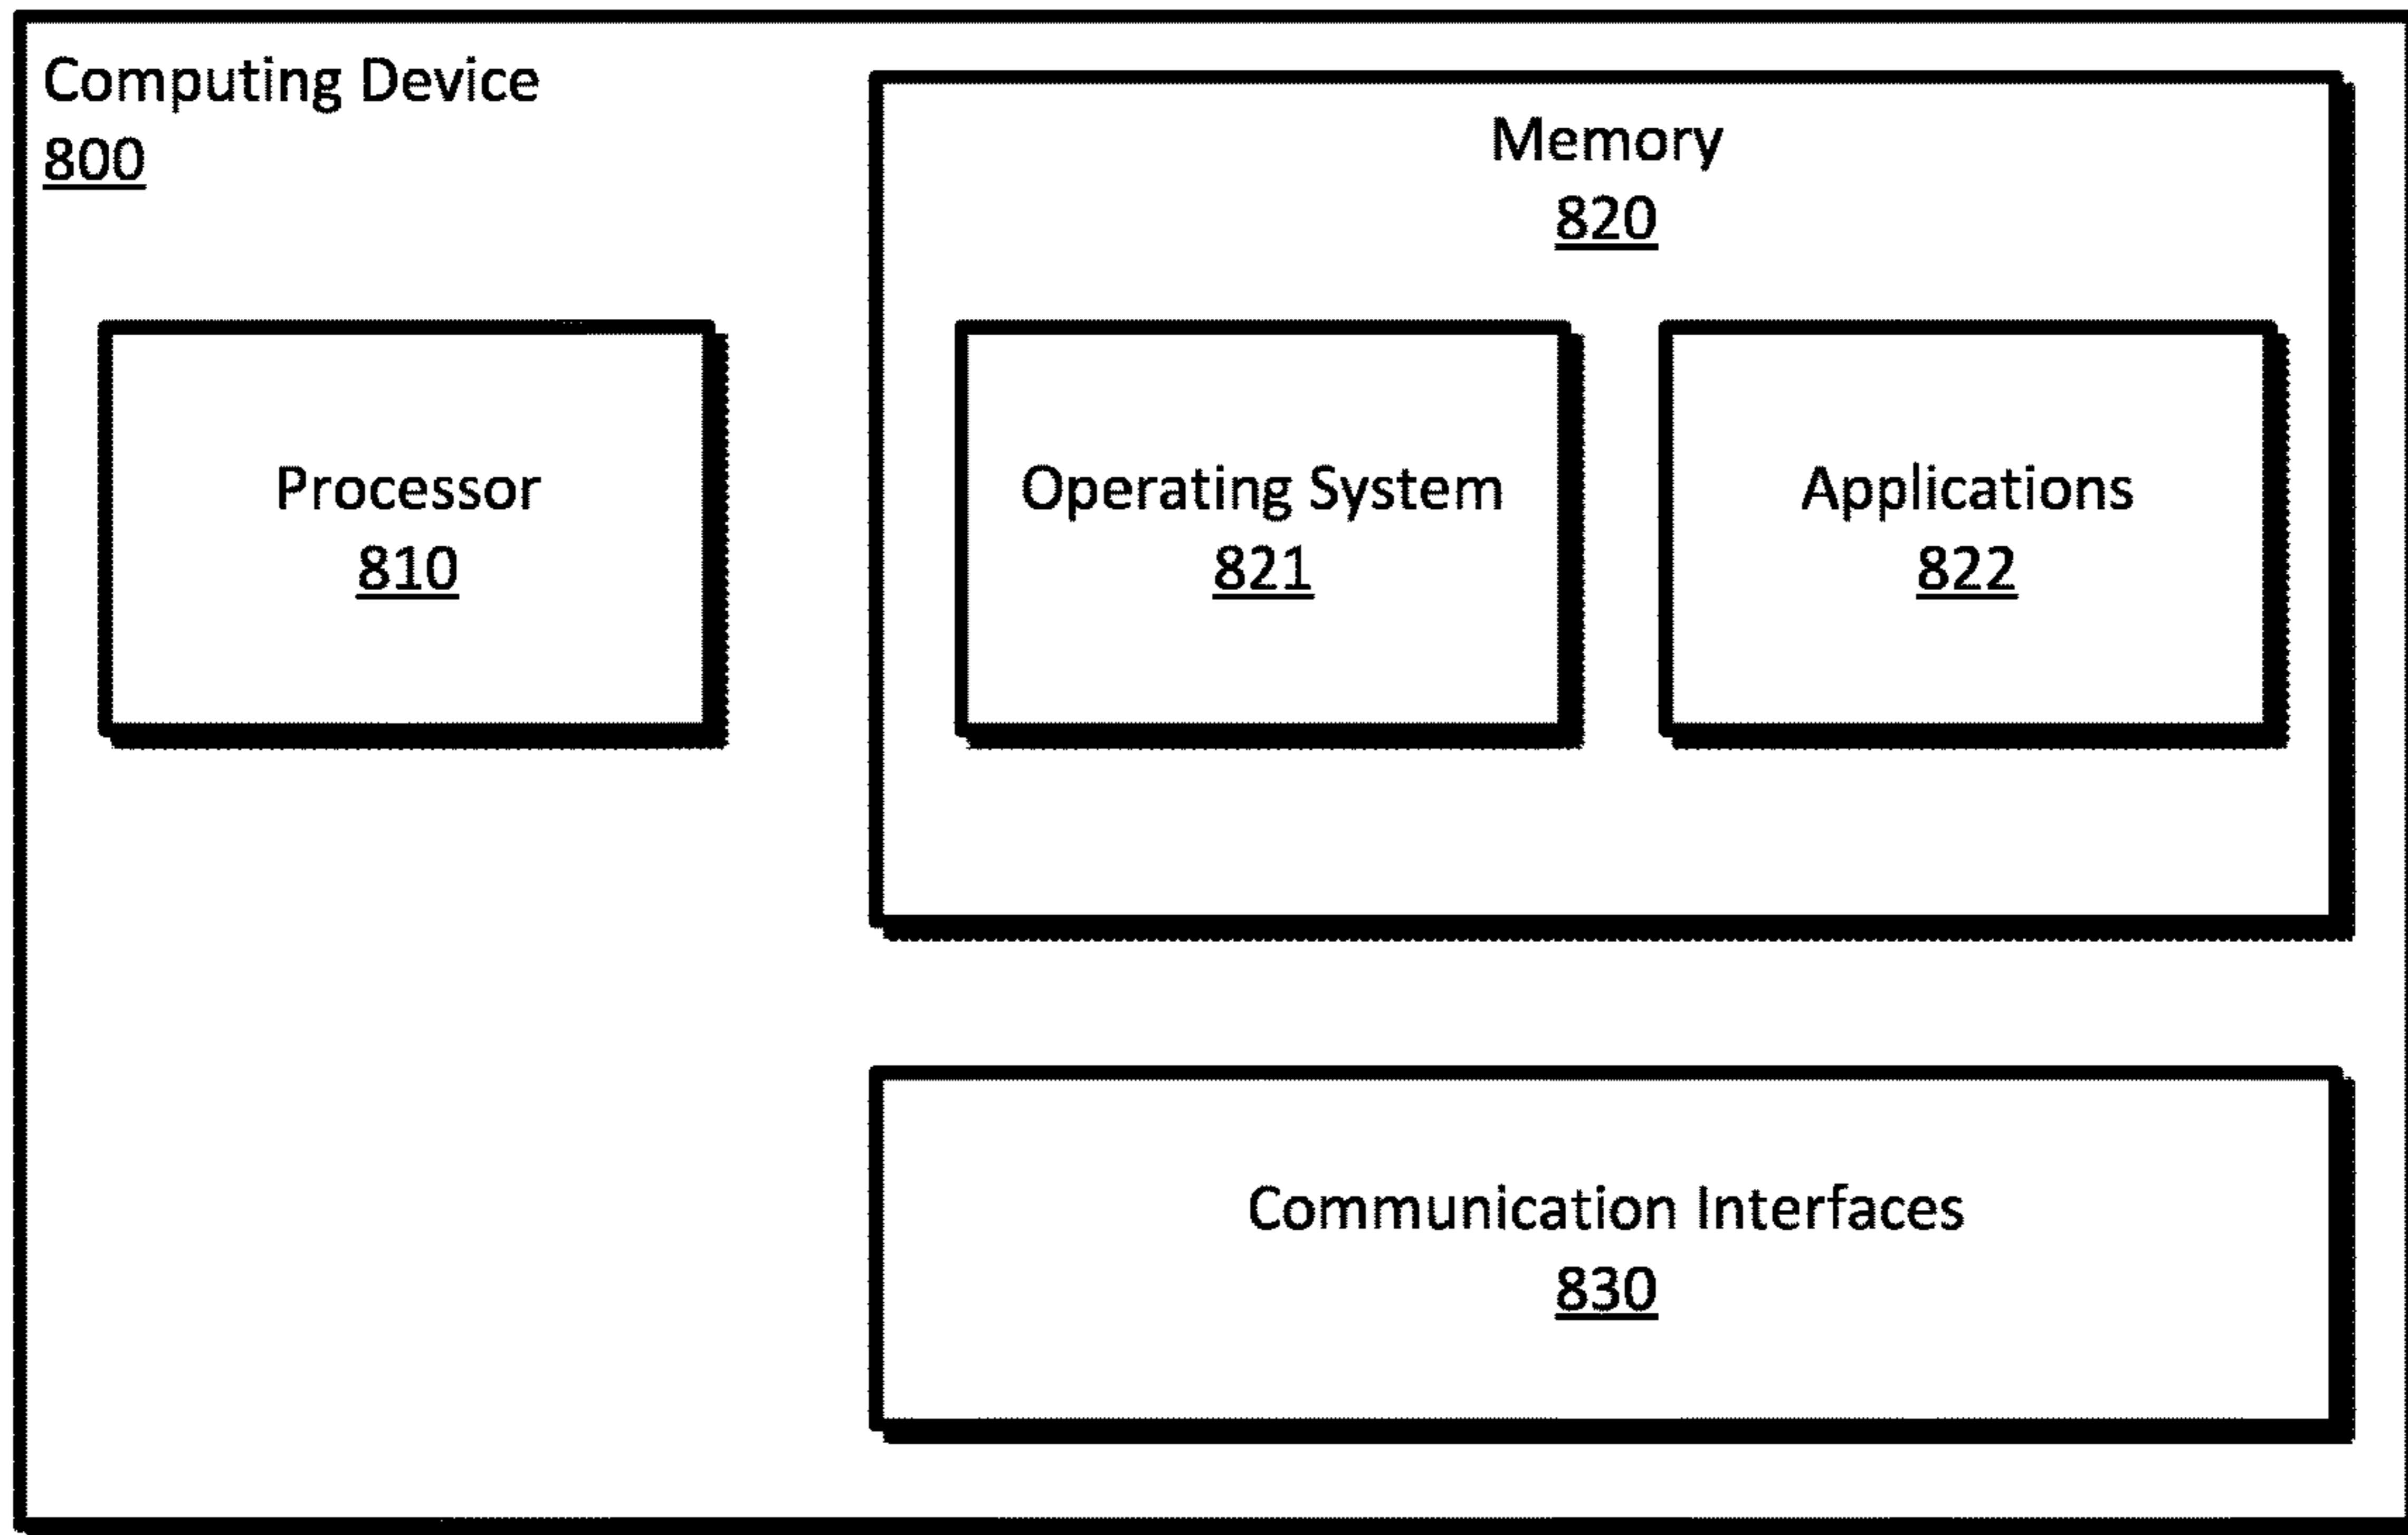 Computing Device
800
Memory
820
Processor
810
Operating System
821
Applications
822
Communication Interfaces
830